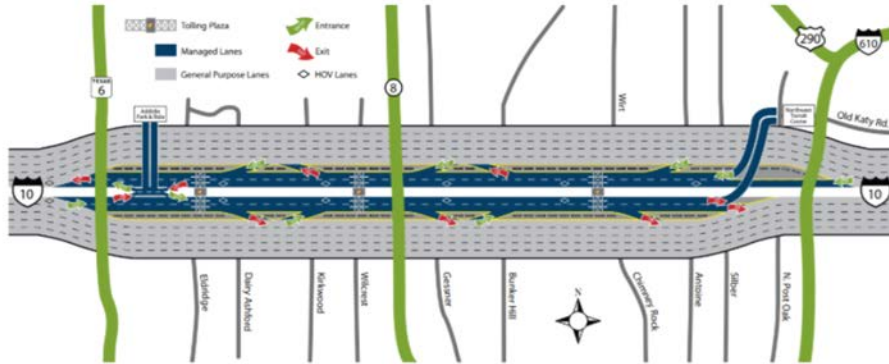 Tolling Plaza
Entrance
Managed Lanes
Exit
General Purpose Lanes
HOV Lanes
TEXAS
6
8
290
610
Addicks
Park & Ride
Wirt
Northwest
Transit
Center
Old Katy Rd.
10
10
Eldridge
Dairy Ashford
Kirkwood
Wilcrest
Gessner
Bunker Hill
N
Chimney Rock
Antoine
Silber
N. Post Oak